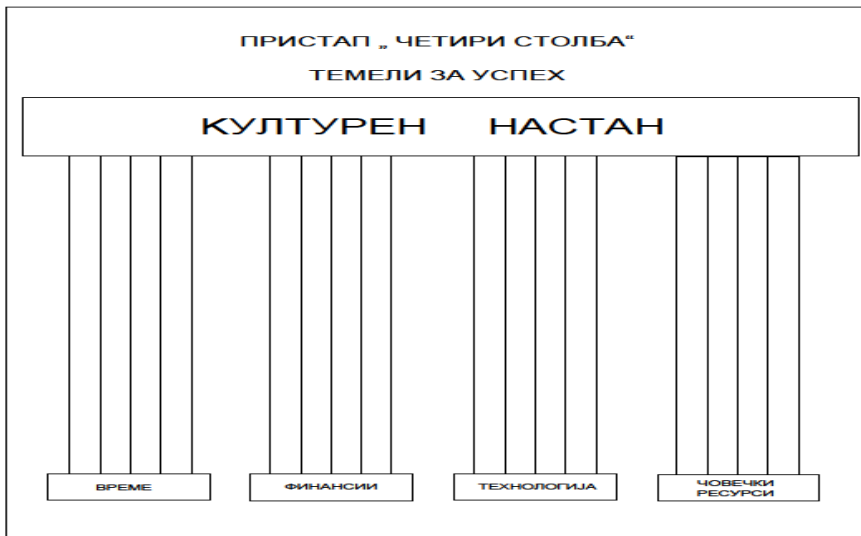 ПРИСТАП „ ЧЕТИРИ СТОЛБА“
ТЕМЕЛИ ЗА УСПЕХ
КУЛТУРЕН НАСТАН
ВРЕМЕ
ФИНАНСИИ
ТЕХНОЛОГИЈА
ЧОВЕЧКИ
РЕСУРСИ